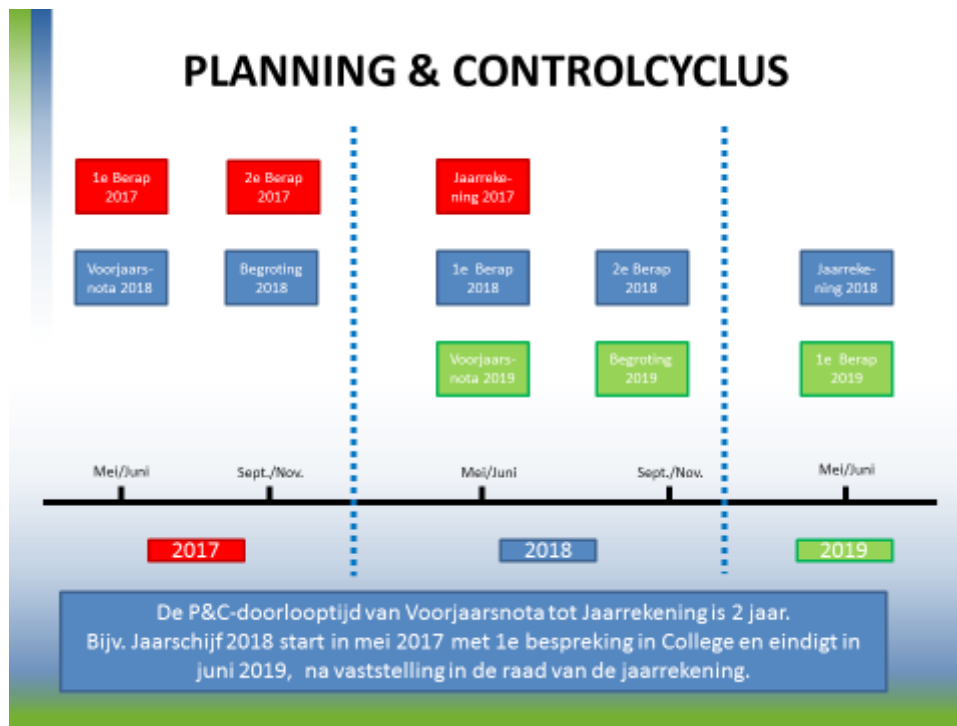 PLANNING & CONTROLCYCLUS
1e Berap
2017
2e Berap
2017
Jaarreke-
ning 2017
Voorjaars-
nota 2018
Begroting
2018
1e Berap
2018
2e Berap
2018
Jaarreke-
ning 2018
Voorjaars-
nota 2019
Begroting
2019
1e Berap
2019
Mei/Juni
Sept./Nov.
Mei/Juni
Sept./Nov.
Mei/Juni
2017
2018
2019
De P&C-doorlooptijd van Voorjaarsnota tot Jaarrekening is 2 jaar.
Bijv. Jaarschijf 2018 start in mei 2017 met 1e bespreking in College en eindigt in
juni 2019, na vaststelling in de raad van de jaarrekening.